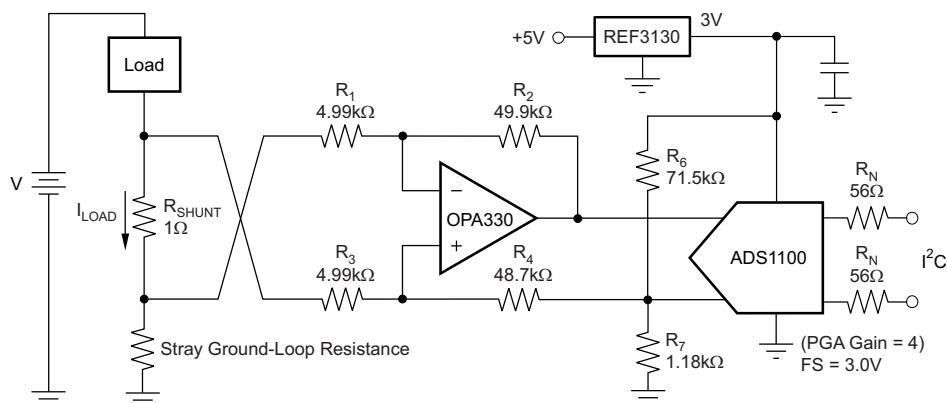 3V
+5V
REF3130
Load
R1
4.99kΩ
R2
49.9kΩ
R6
71.5kΩ
RN
56Ω
V
ILOAD
RSHUNT
1Ω
−
OPA330
+
ADS1100
I²C
R3
4.99kΩ
R4
48.7kΩ
RN
56Ω
Stray Ground-Loop Resistance
R7
1.18kΩ
(PGA Gain = 4)
FS = 3.0V